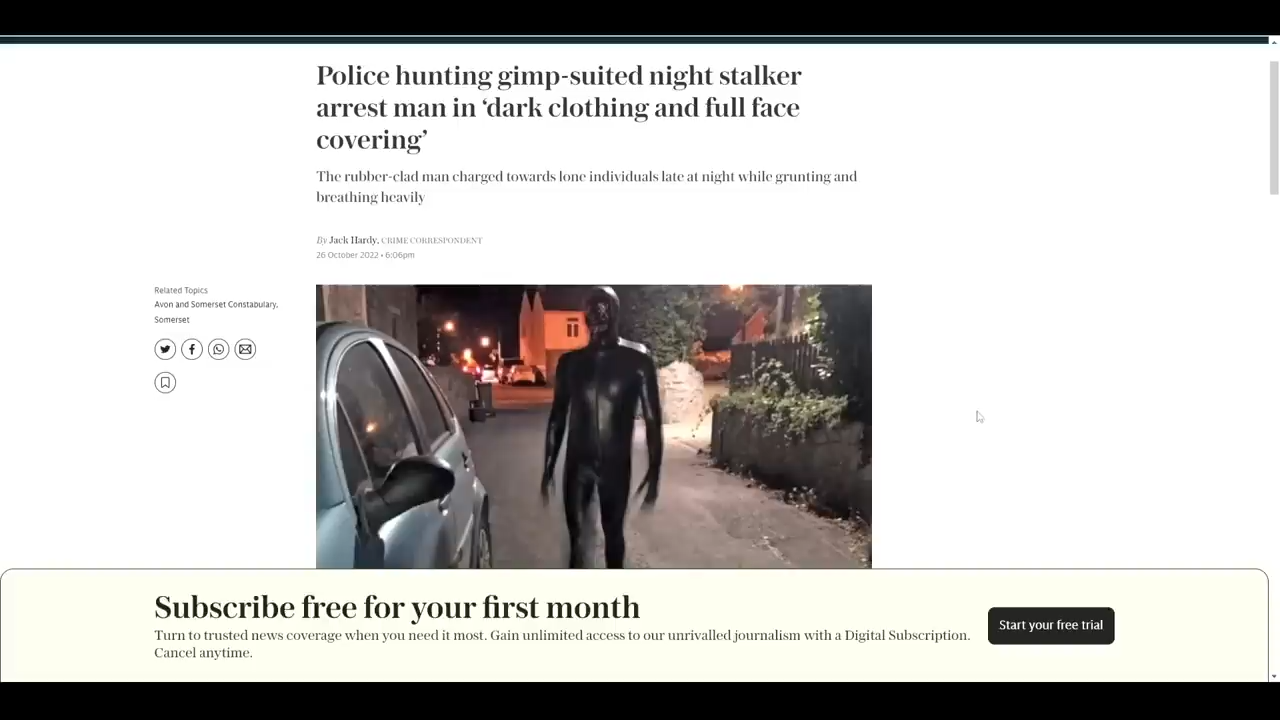 Police hunting gimp-suited night stalker
arrest man in ‘dark clothing and full face
covering’
The rubber-clad man charged towards lone individuals late at night while grunting and
breathing heavily
By Jack Hardy, CRIME CORRESPONDENT
26 October 2022 • 6:06pm
Related Topics
Avon and Somerset Constabulary,
Somerset
Subscribe free for your first month
Turn to trusted news coverage when you need it most. Gain unlimited access to our unrivalled journalism with a Digital Subscription.
Cancel anytime.
Start your free trial